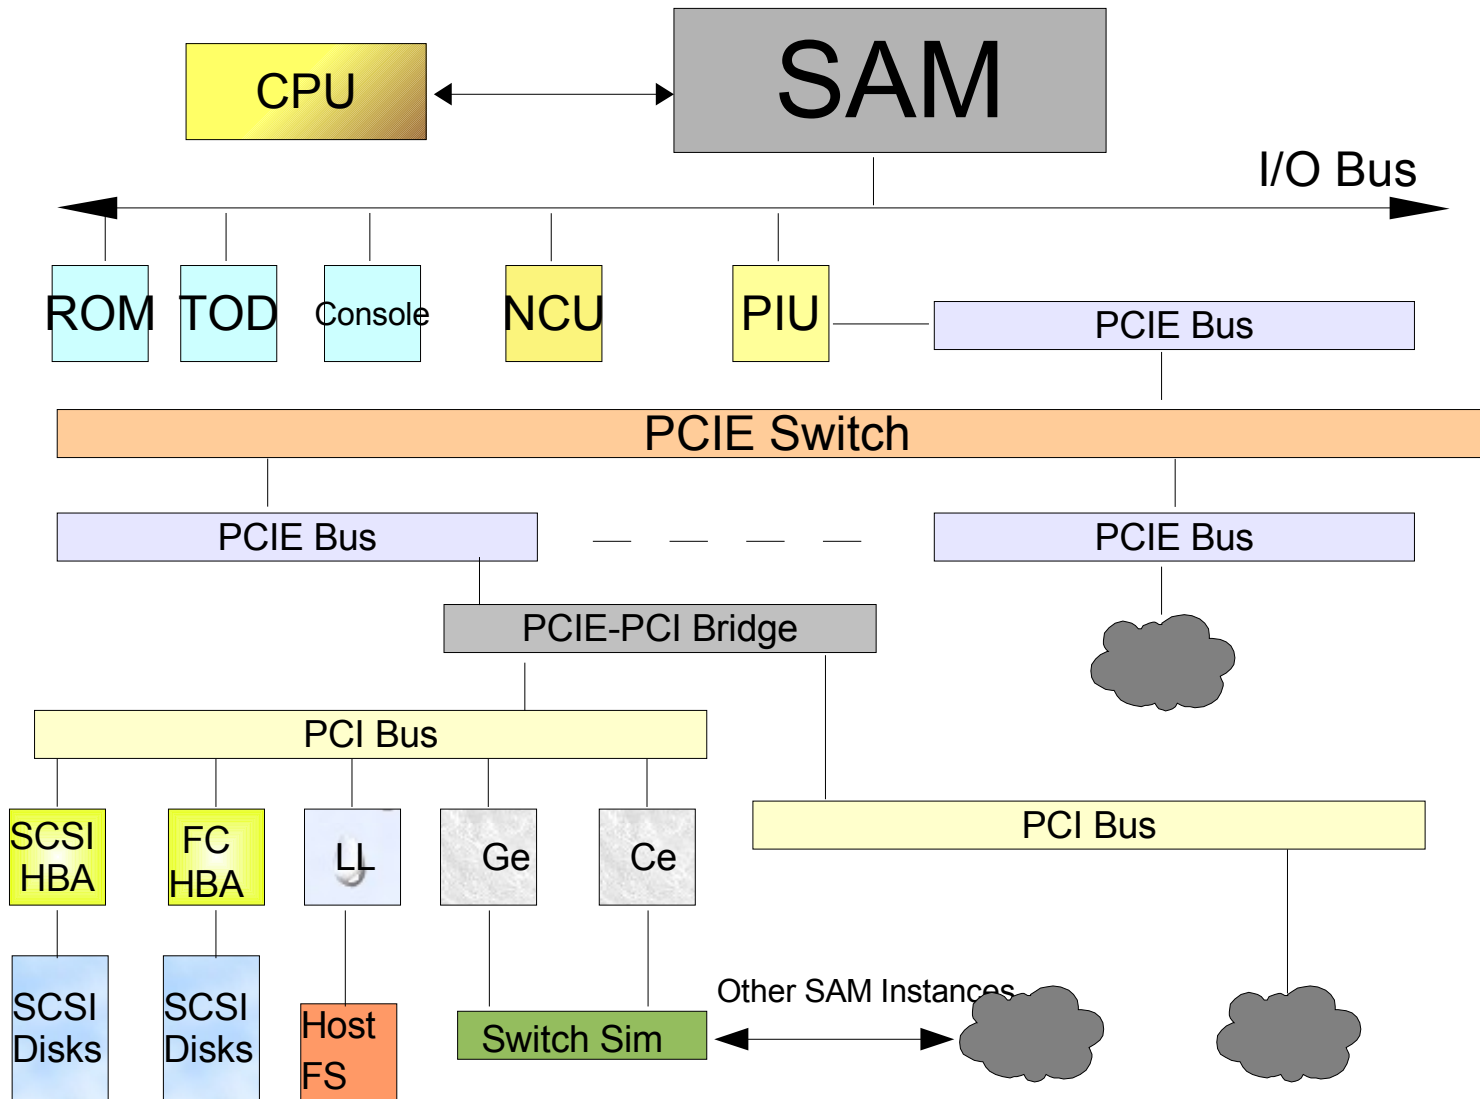 CPU
SAM
I/O Bus
ROM
TOD
Console
NCU
PIU
PCIE Bus
PCIE Switch
PCIE Bus
PCIE Bus
PCIE-PCI Bridge
PCI Bus
SCSI
HBA
FC
HBA
LL
Ge
Ce
PCI Bus
SCSI
Disks
SCSI
Disks
Host
FS
Switch Sim
Other SAM Instances